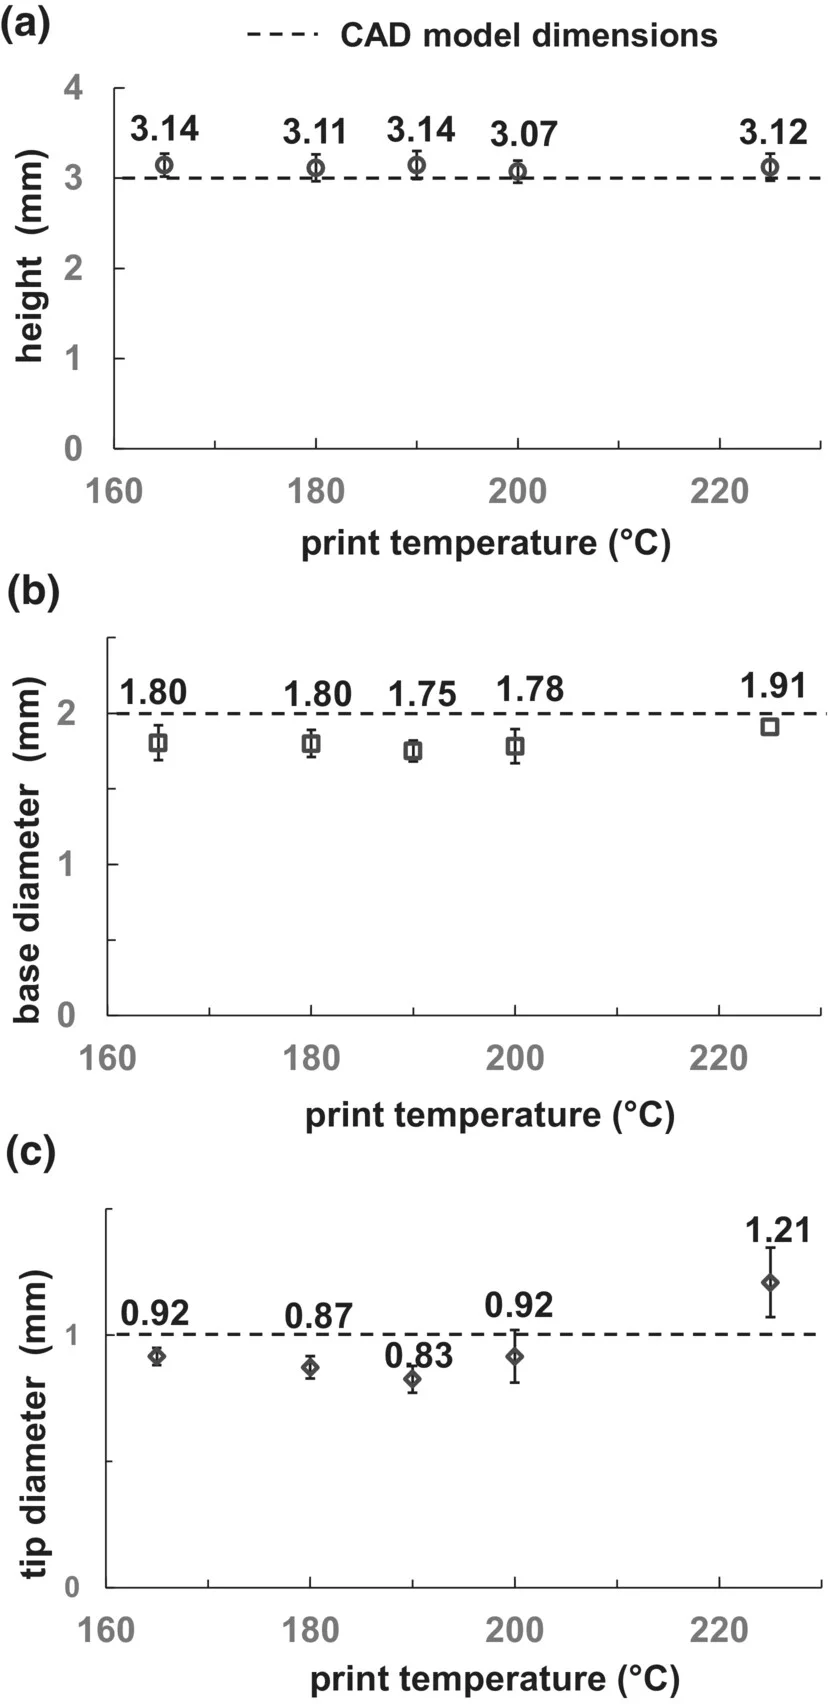 (a)
CAD model dimensions
4
3.14 3.11 3.14 3.07 3.12
3
2
1
0
height (mm)
160 180 200 220
print temperature (°C)
(b)
1.80 1.80 1.75 1.78 1.91
2
1
0
base diameter (mm)
160 180 200 220
print temperature (°C)
(c)
1.21
0.92 0.87 0.92
1
0.83
0
tip diameter (mm)
160 180 200 220
print temperature (°C)